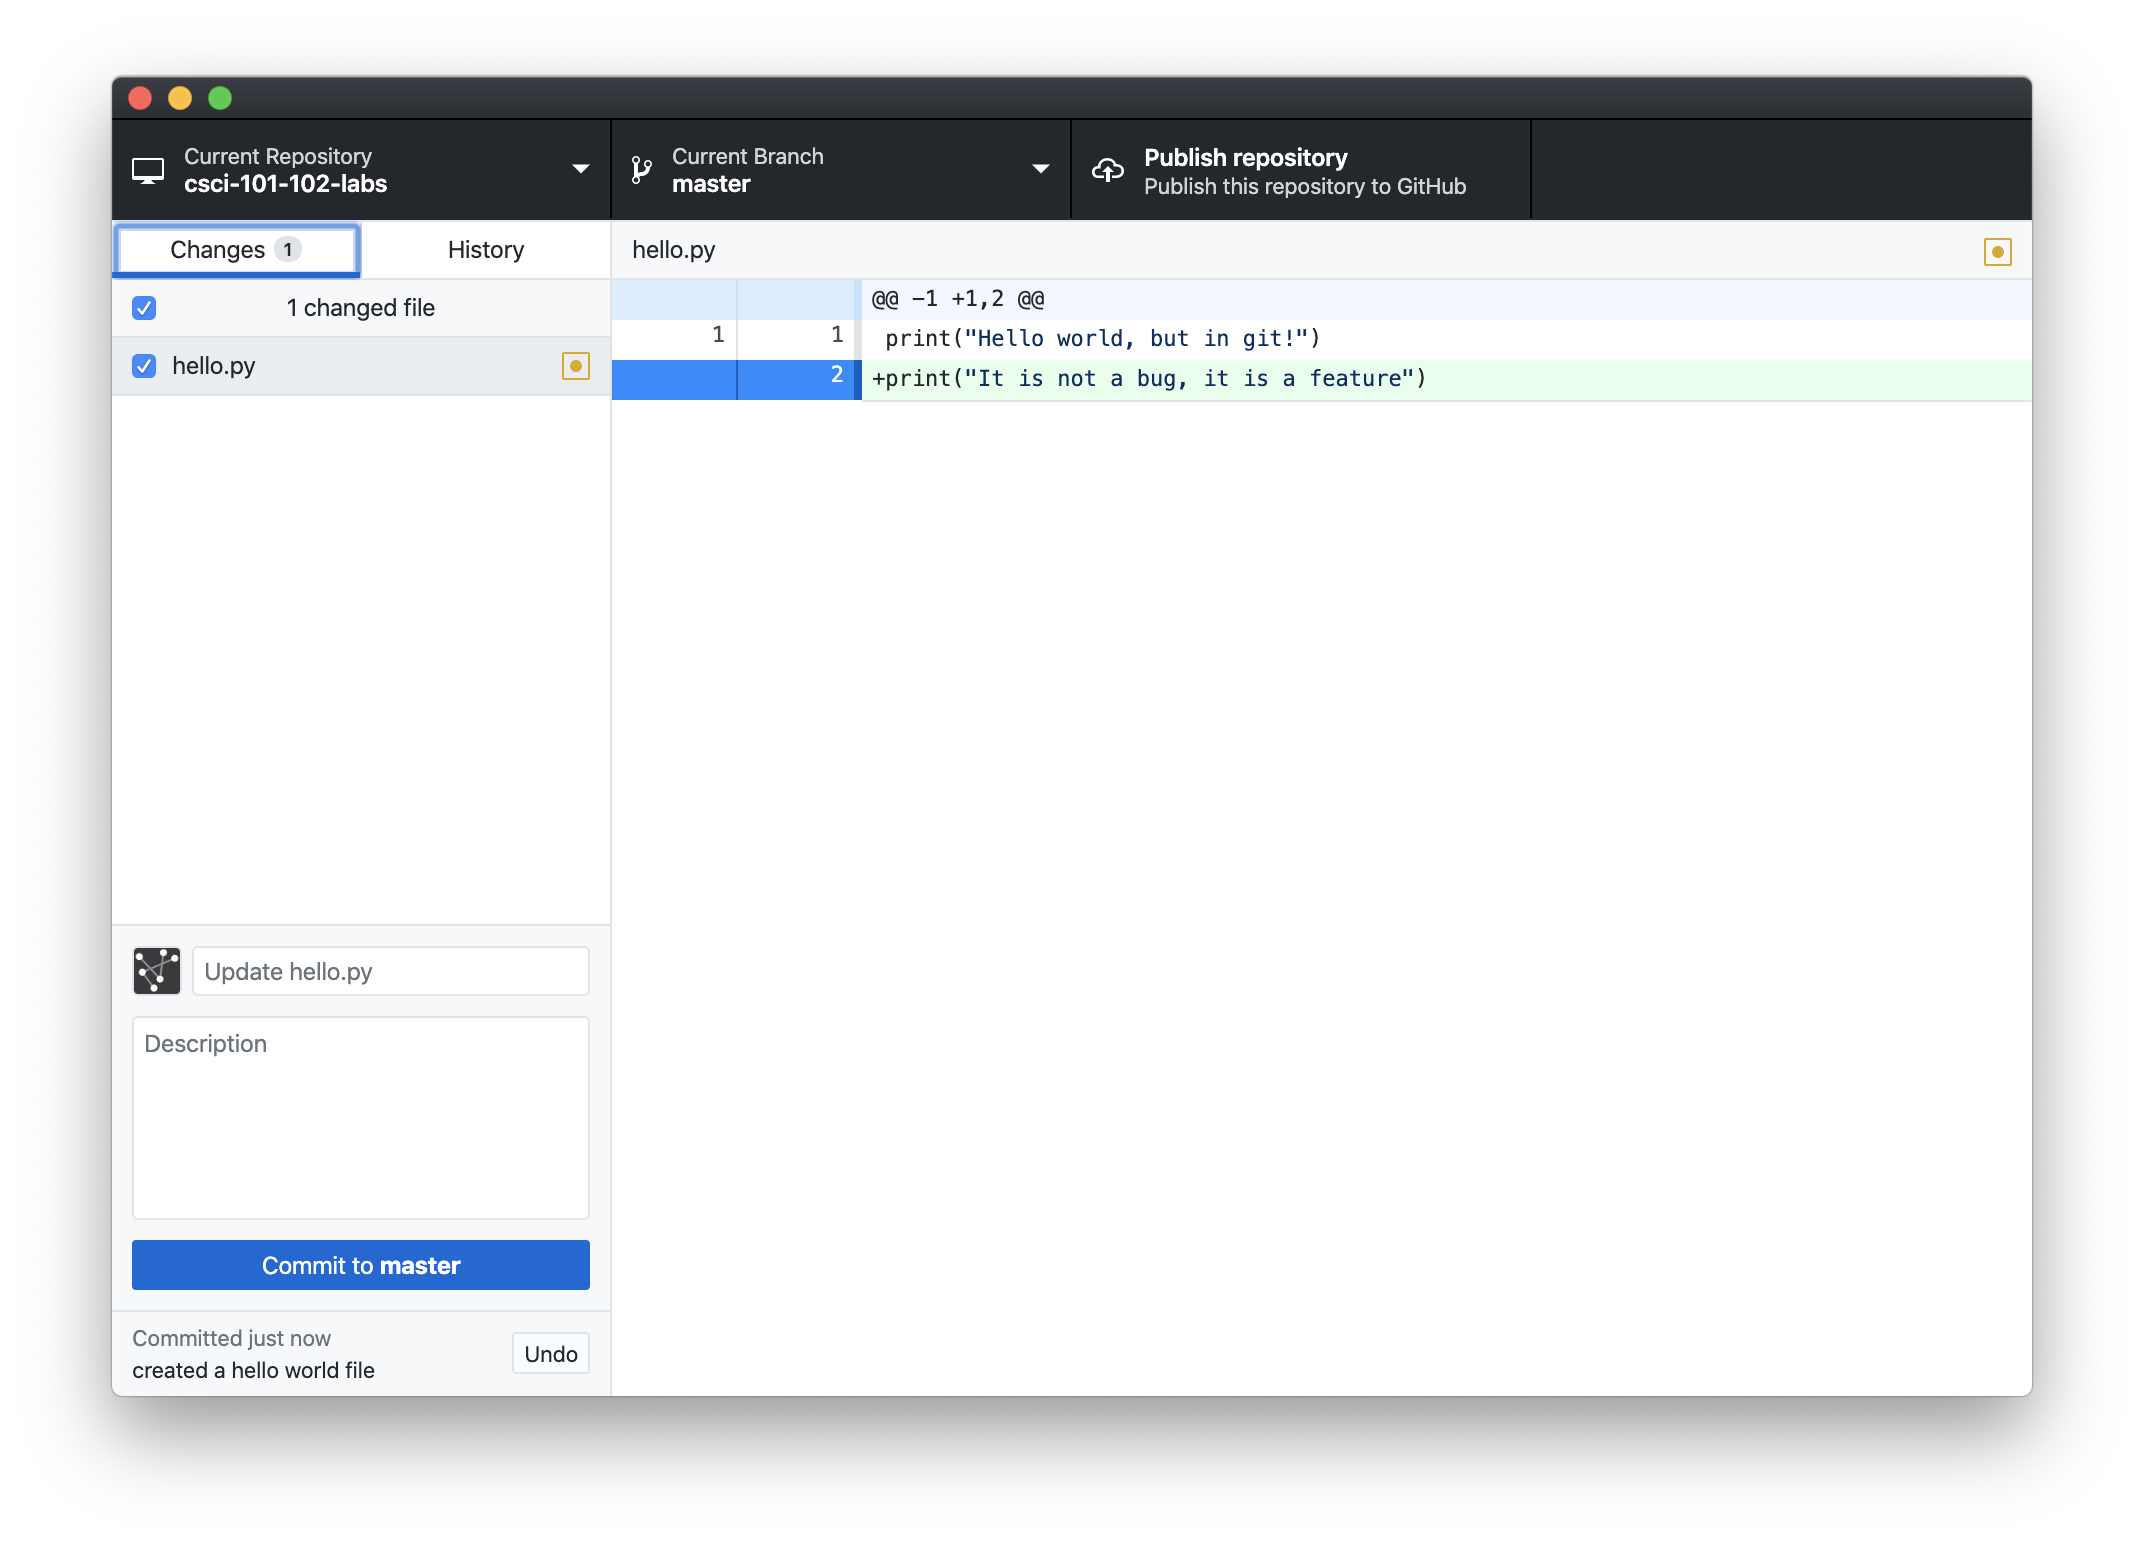 Current Repository
csci-101-102-labs
Current Branch
master
Publish repository
Publish this repository to GitHub
Changes 1
History
hello.py
1 changed file
hello.py
@@ -1 +1,2 @@
1 1 print("Hello world, but in git!")
2 +print("It is not a bug, it is a feature")
Update hello.py
Description
Commit to master
Committed just now
created a hello world file
Undo